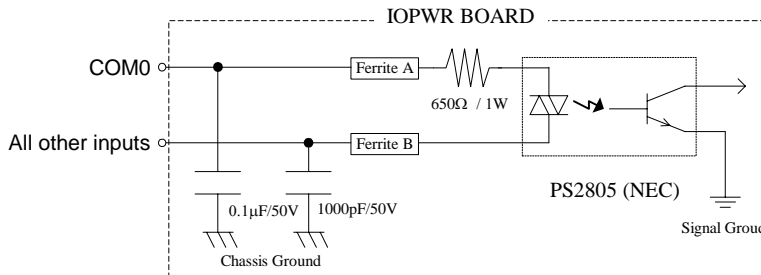 IOPWR BOARD
COM0
Ferrite A
650Ω / 1W
All other inputs
Ferrite B
PS2805 (NEC)
0.1µF/50V
1000pF/50V
Signal Grou
Chassis Ground